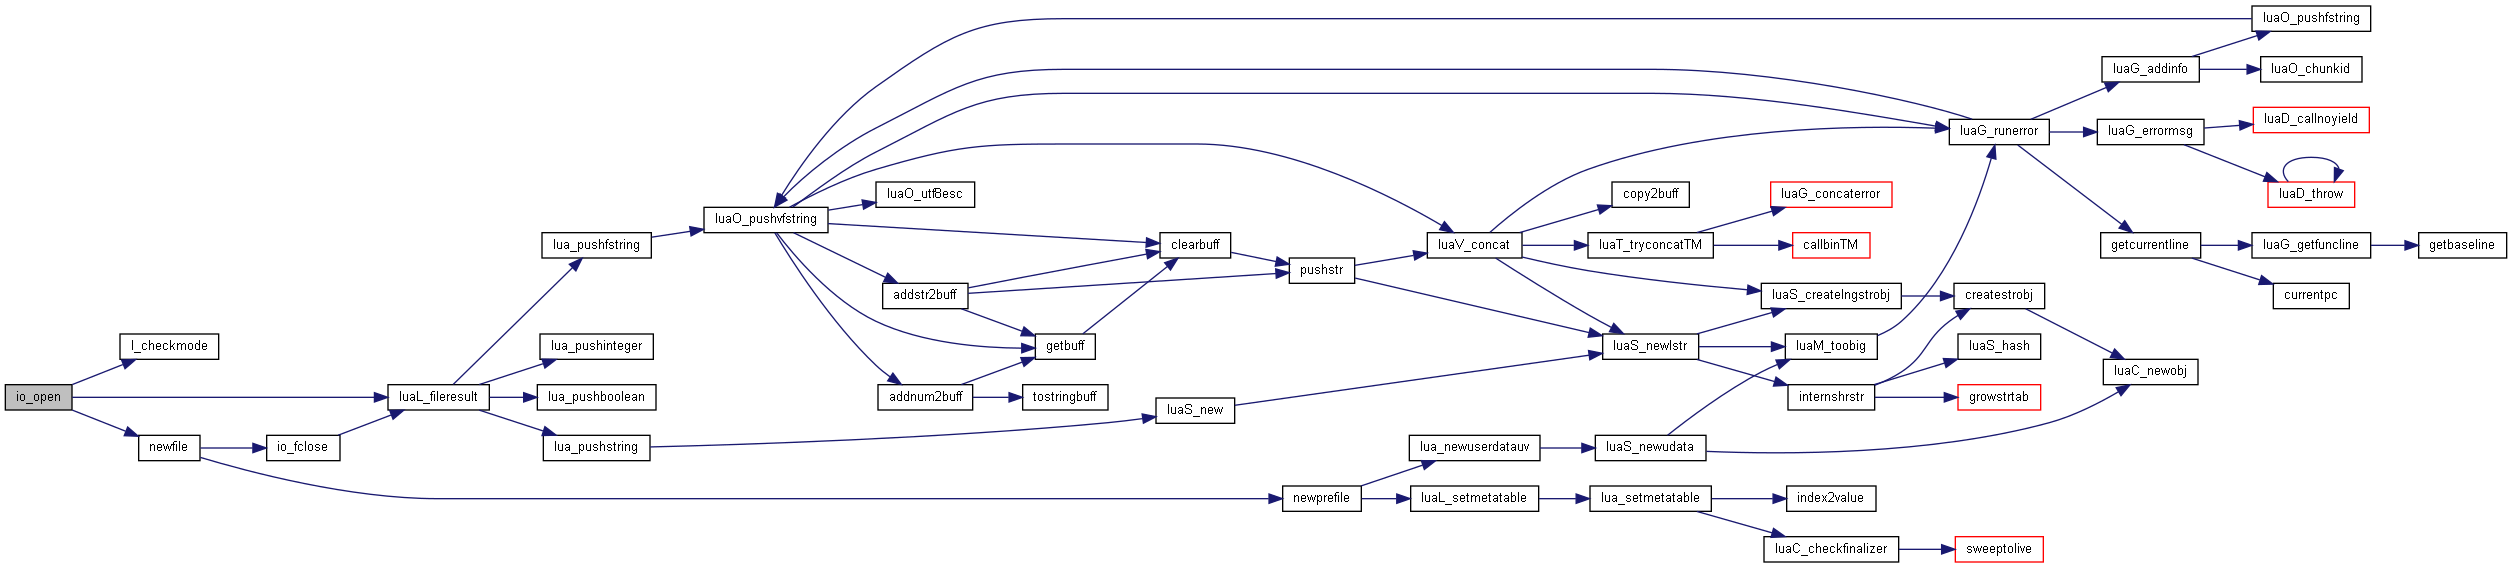 luaO_pushfstring
luaG_addinfo
luaO_chunkid
luaG_runerror
luaG_errormsg
luaD_callnoyield
luaO_utf8esc
copy2buff
luaG_concaterror
luaD_throw
luaO_pushvfstring
lua_pushfstring
clearbuff
luaV_concat
luaT_tryconcatTM
callbinTM
getcurrentline
luaG_getfuncline
getbaseline
pushstr
addstr2buff
luaS_createlngstrobj
createstrobj
currentpc
l_checkmode
lua_pushinteger
getbuff
luaS_newlstr
luaM_toobig
luaS_hash
luaC_newobj
io_open
luaL_fileresult
lua_pushboolean
addnum2buff
tostringbuff
internshrstr
growstrtab
luaS_new
newfile
io_fclose
lua_pushstring
lua_newuserdatauv
luaS_newudata
newprefile
luaL_setmetatable
lua_setmetatable
index2value
luaC_checkfinalizer
sweeptolive